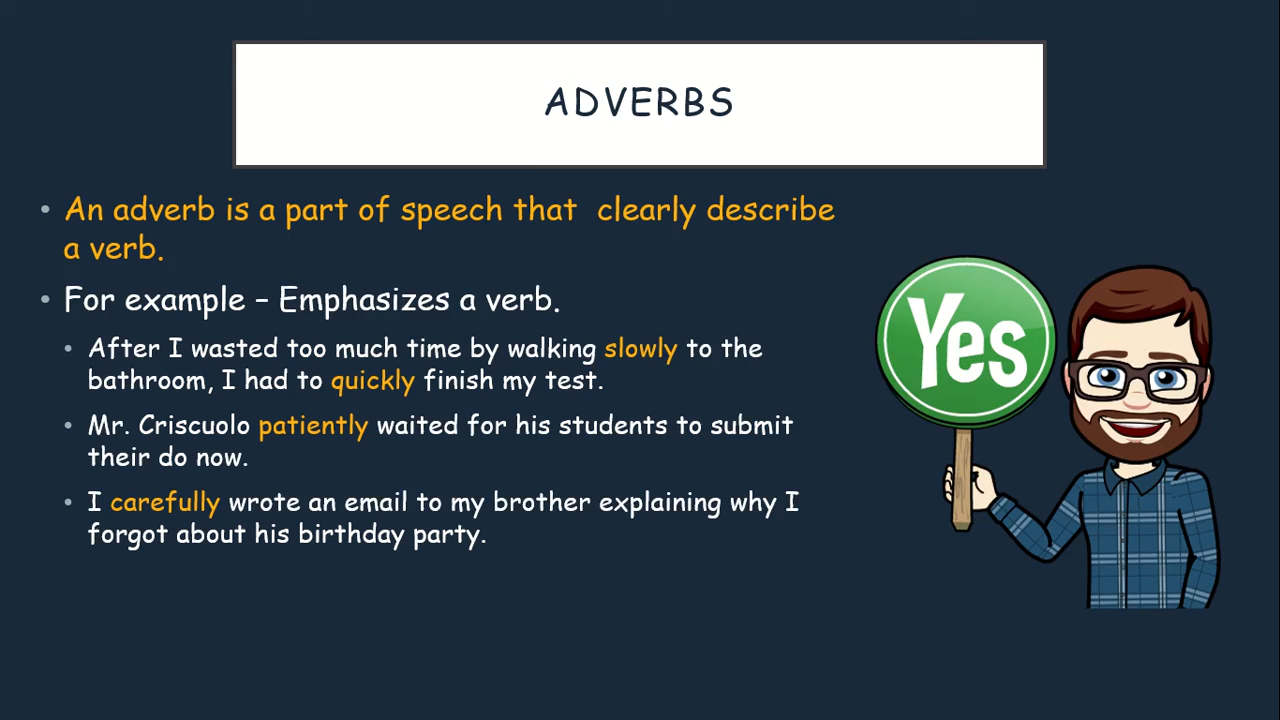 ADVERBS
• An adverb is a part of speech that  clearly describe
a verb.
• For example – Emphasizes a verb.
• After I wasted too much time by walking slowly to the
bathroom, I had to quickly finish my test.
• Mr. Criscuolo patiently waited for his students to submit
their do now.
• I carefully wrote an email to my brother explaining why I
forgot about his birthday party.
Yes